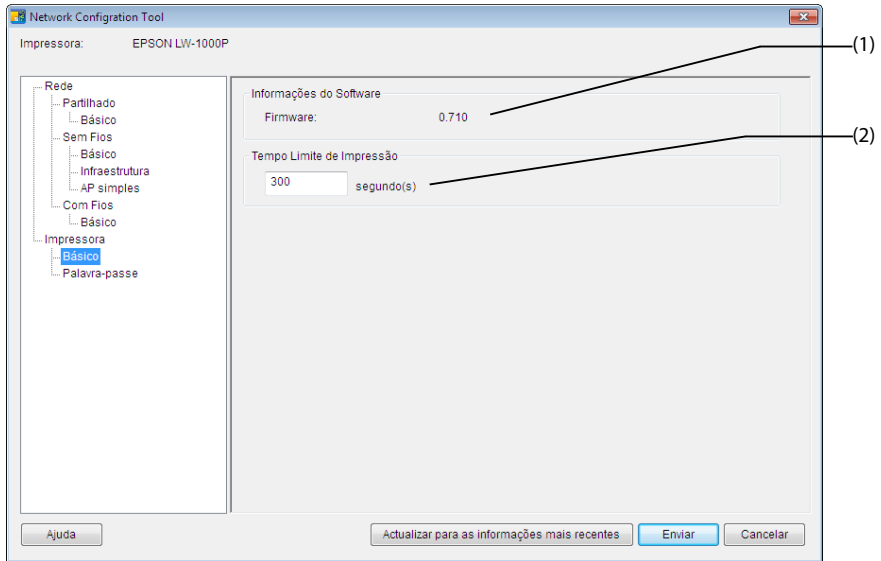 Network Configration Tool
Impressora: EPSON LW-1000P
(1)
Rede
Partilhado
Básico
Sem Fios
Básico
Infraestrutura
AP simples
Com Fios
Básico
Impressora
Básico
Palavra-passe
Informações do Software
Firmware: 0.710
(2)
Tempo Limite de Impressão
300 segundo(s)
Ajuda
Actualizar para as informações mais recentes
Enviar
Cancelar